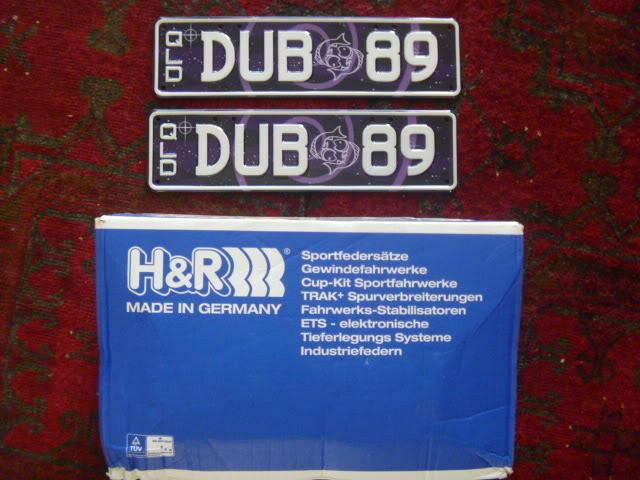 QLD DUB 89
QLD DUB 89
H&R®
MADE IN GERMANY
Sportfedersätze
Gewindefahrwerke
Cup-Kit Sportfahrwerke
TRAK+ Spurverbreiterungen
Fahrwerks-Stabilisatoren
ETS - elektronische
Tieferlegungs Systeme
Industriefedern
TÜV